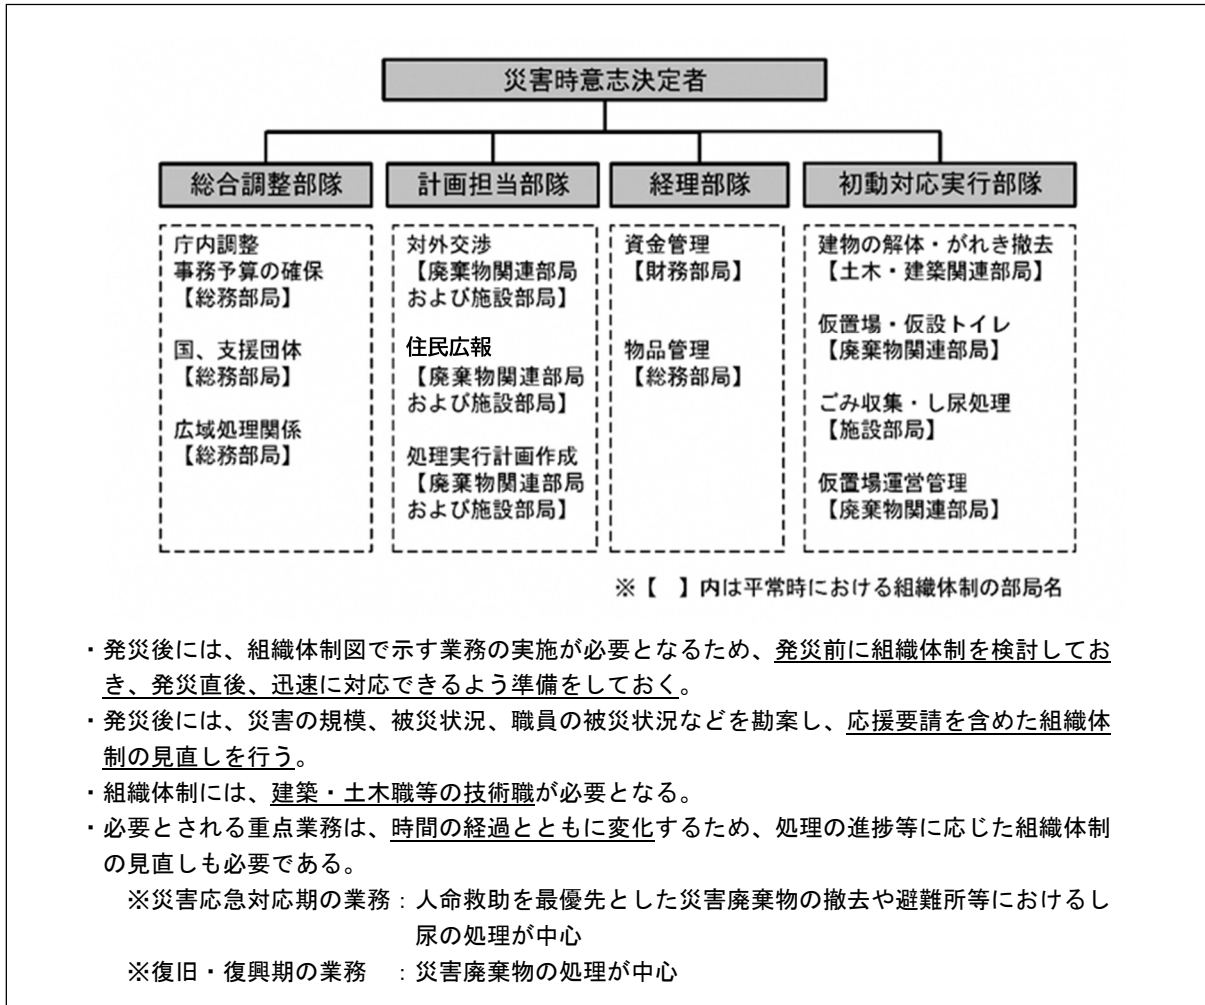 災害時意志決定者
総合調整部隊
庁内調整
事務予算の確保
【総務部局】
国、支援団体
【総務部局】
広域処理関係
【総務部局】
計画担当部隊
対外交渉
【廃棄物関連部局
および施設部局】
住民広報
【廃棄物関連部局
および施設部局】
処理実行計画作成
【廃棄物関連部局
および施設部局】
経理部隊
資金管理
【財務部局】
物品管理
【総務部局】
初動対応実行部隊
建物の解体・がれき撤去
【土木・建築関連部局】
仮置場・仮設トイレ
【廃棄物関連部局】
ごみ収集・し尿処理
【施設部局】
仮置場運営管理
【廃棄物関連部局】
※【　】内は平常時における組織体制の部局名
・発災後には、組織体制図で示す業務の実施が必要となるため、発災前に組織体制を検討してお
き、発災直後、迅速に対応できるよう準備をしておく。
・発災後には、災害の規模、被災状況、職員の被災状況などを勘案し、応援要請を含めた組織体
制の見直しを行う。
・組織体制には、建築・土木職等の技術職が必要となる。
・必要とされる重点業務は、時間の経過とともに変化するため、処理の進捗等に応じた組織体制
の見直しも必要である。
※災害応急対応期の業務：人命救助を最優先とした災害廃棄物の撤去や避難所等におけるし
尿の処理が中心
※復旧・復興期の業務　：災害廃棄物の処理が中心